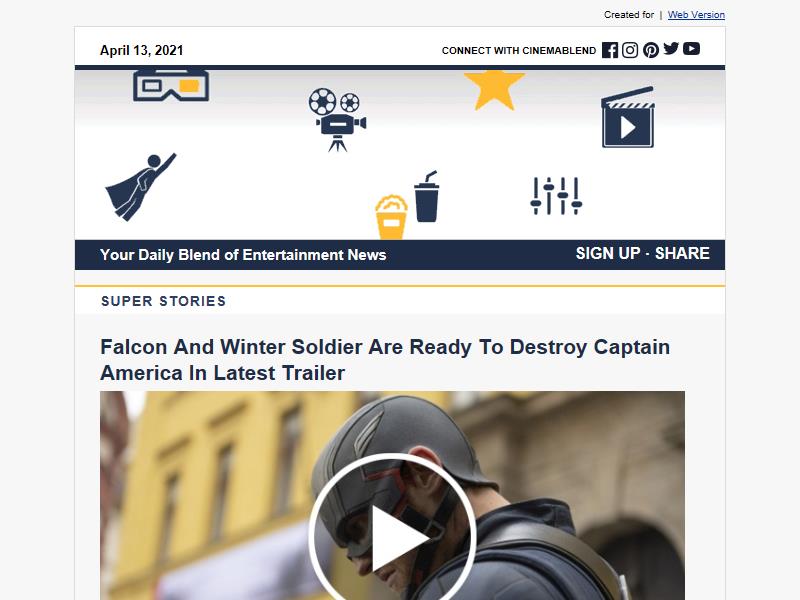 Created for | Web Version
April 13, 2021
CONNECT WITH CINEMABLEND
Your Daily Blend of Entertainment News
SIGN UP · SHARE
SUPER STORIES
Falcon And Winter Soldier Are Ready To Destroy Captain
America In Latest Trailer